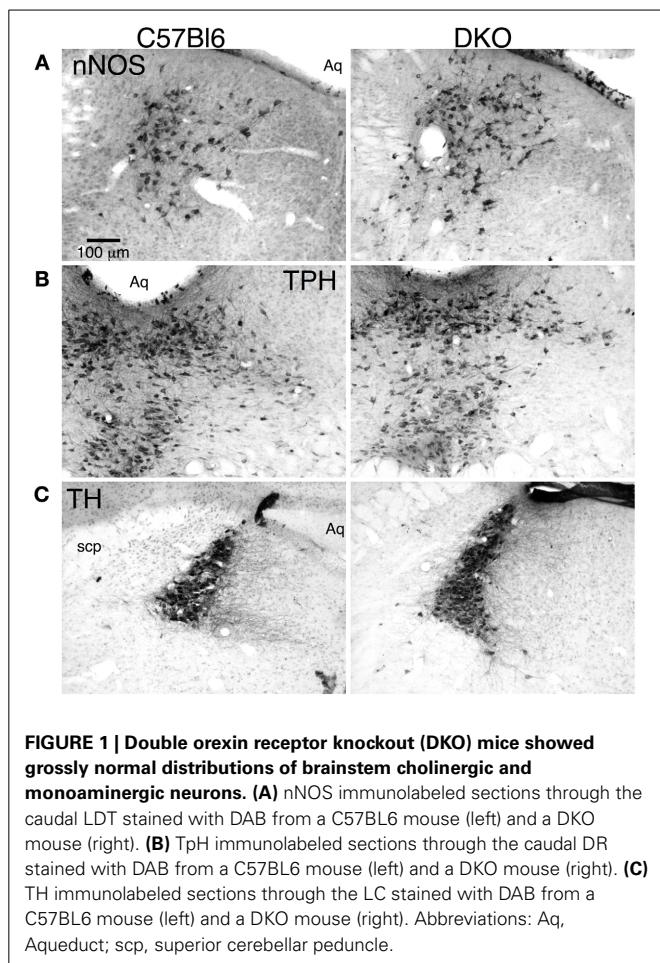 C57Bl6 DKO
A nNOS Aq
100 µm
B Aq TPH
C TH
Aq
scp
FIGURE 1 | Double orexin receptor knockout (DKO) mice showed
grossly normal distributions of brainstem cholinergic and
monoaminergic neurons. (A) nNOS immunolabeled sections through the
caudal LDT stained with DAB from a C57BL6 mouse (left) and a DKO
mouse (right). (B) TpH immunolabeled sections through the caudal DR
stained with DAB from a C57BL6 mouse (left) and a DKO mouse (right). (C)
TH immunolabeled sections through the LC stained with DAB from a
C57BL6 mouse (left) and a DKO mouse (right). Abbreviations: Aq,
Aqueduct; scp, superior cerebellar peduncle.